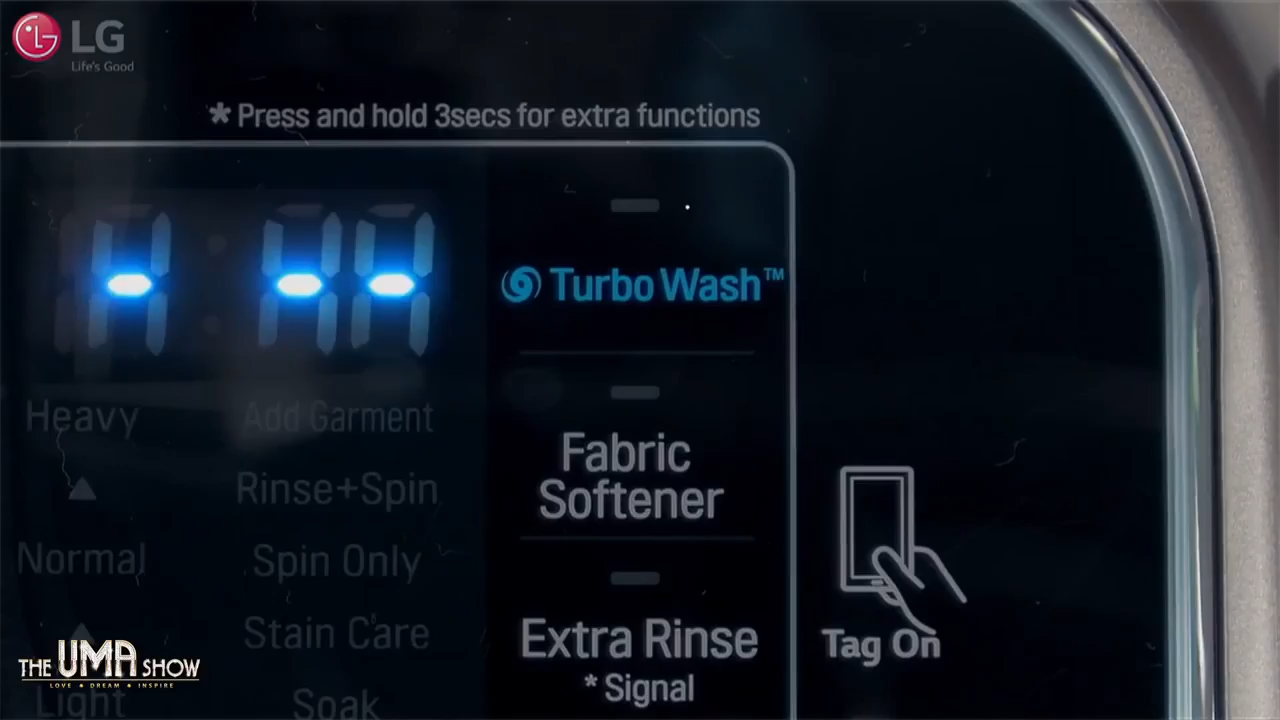 LG
Life's Good
* Press and hold 3secs for extra functions
- --
Turbo Wash™
Heavy
Add Garment
Fabric
Softener
Rinse+Spin
Normal
Spin Only
Stain Care
Extra Rinse
Tag On
* Signal
THE UMA SHOW
LOVE ✦ DREAM ✦ INSPIRE
Light
Soak